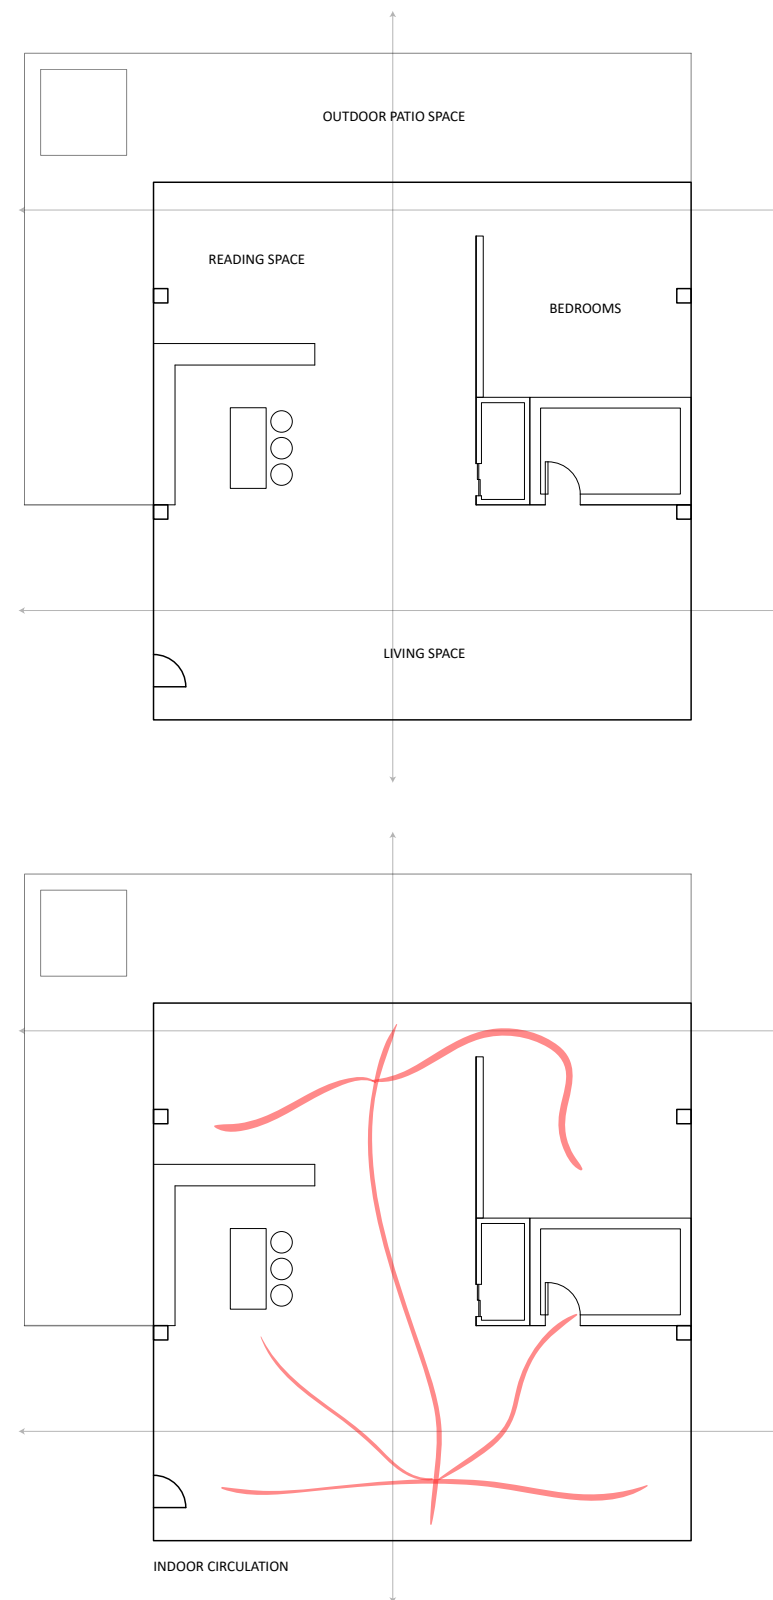 OUTDOOR PATIO SPACE
READING SPACE
BEDROOMS
LIVING SPACE
INDOOR CIRCULATION